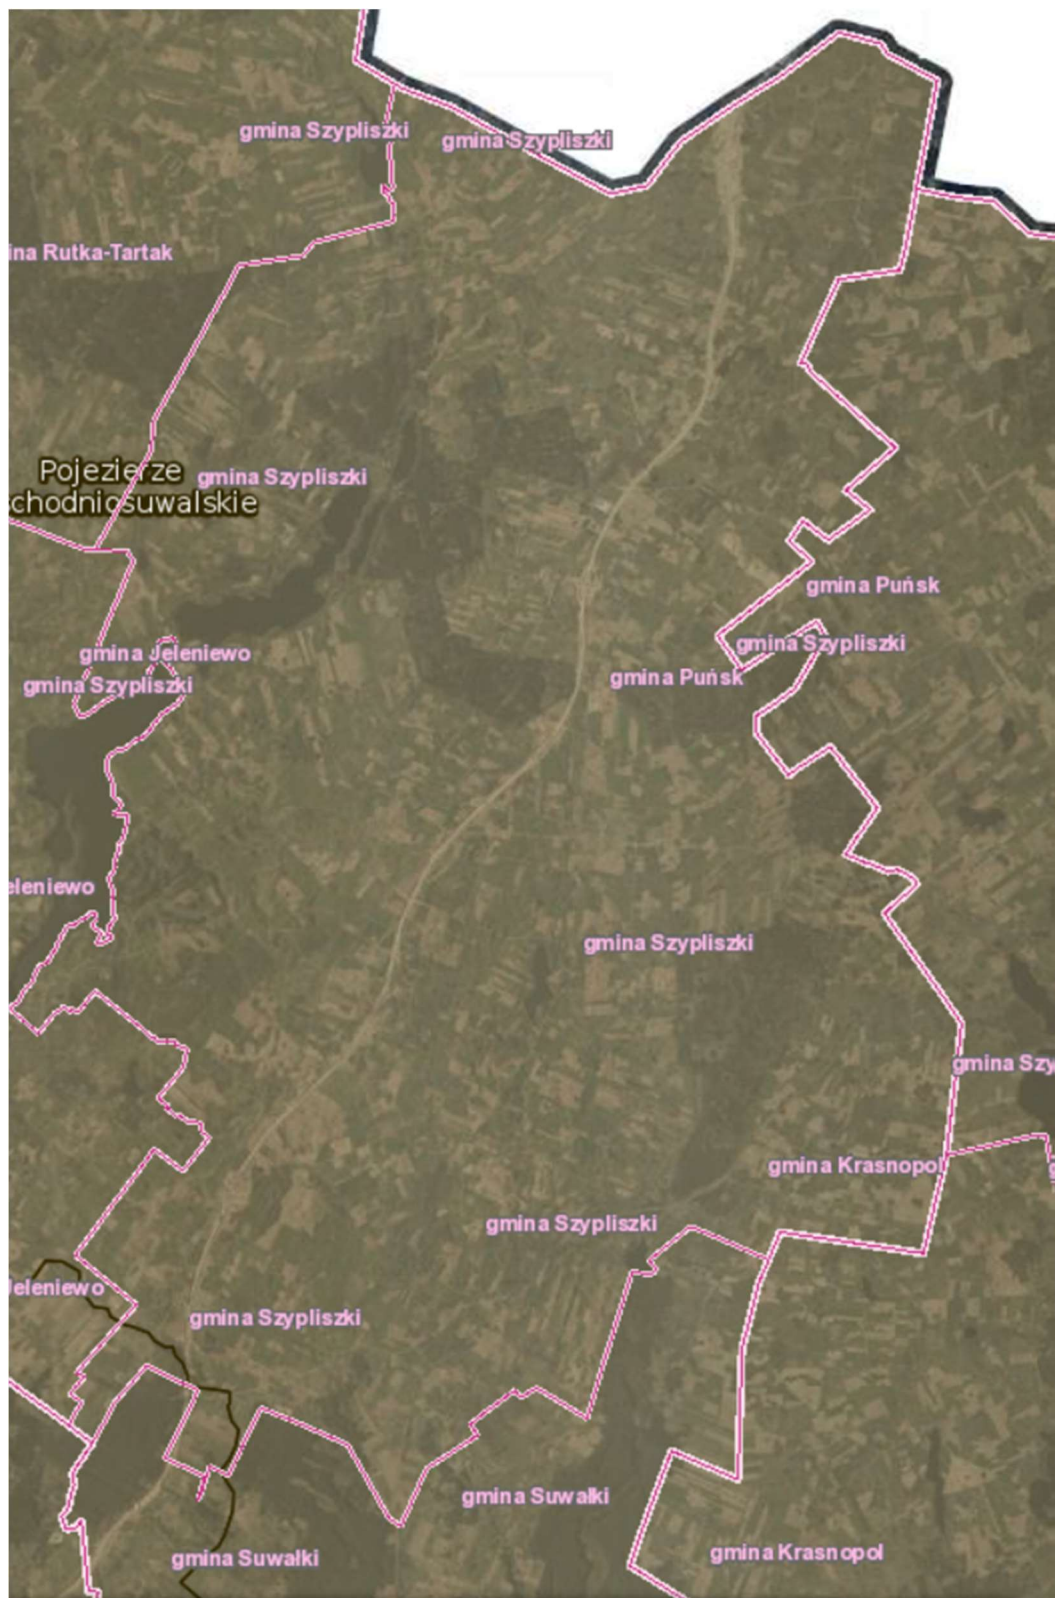 gmina Szypliszki
gmina Szypliszki
ina Rutka-Tartak
Pojezierze
schodniosuwalskie
gmina Szypliszki
gmina Puńsk
gmina Szypliszki
gmina Jeleniewo
gmina Puńsk
gmina Szypliszki
eleniewo
gmina Szypliszki
gmina Szy
gmina Krasnopol
g
gmina Szypliszki
Jeleniewo
gmina Szypliszki
gmina Suwałki
gmina Krasnopol
gmina Suwałki